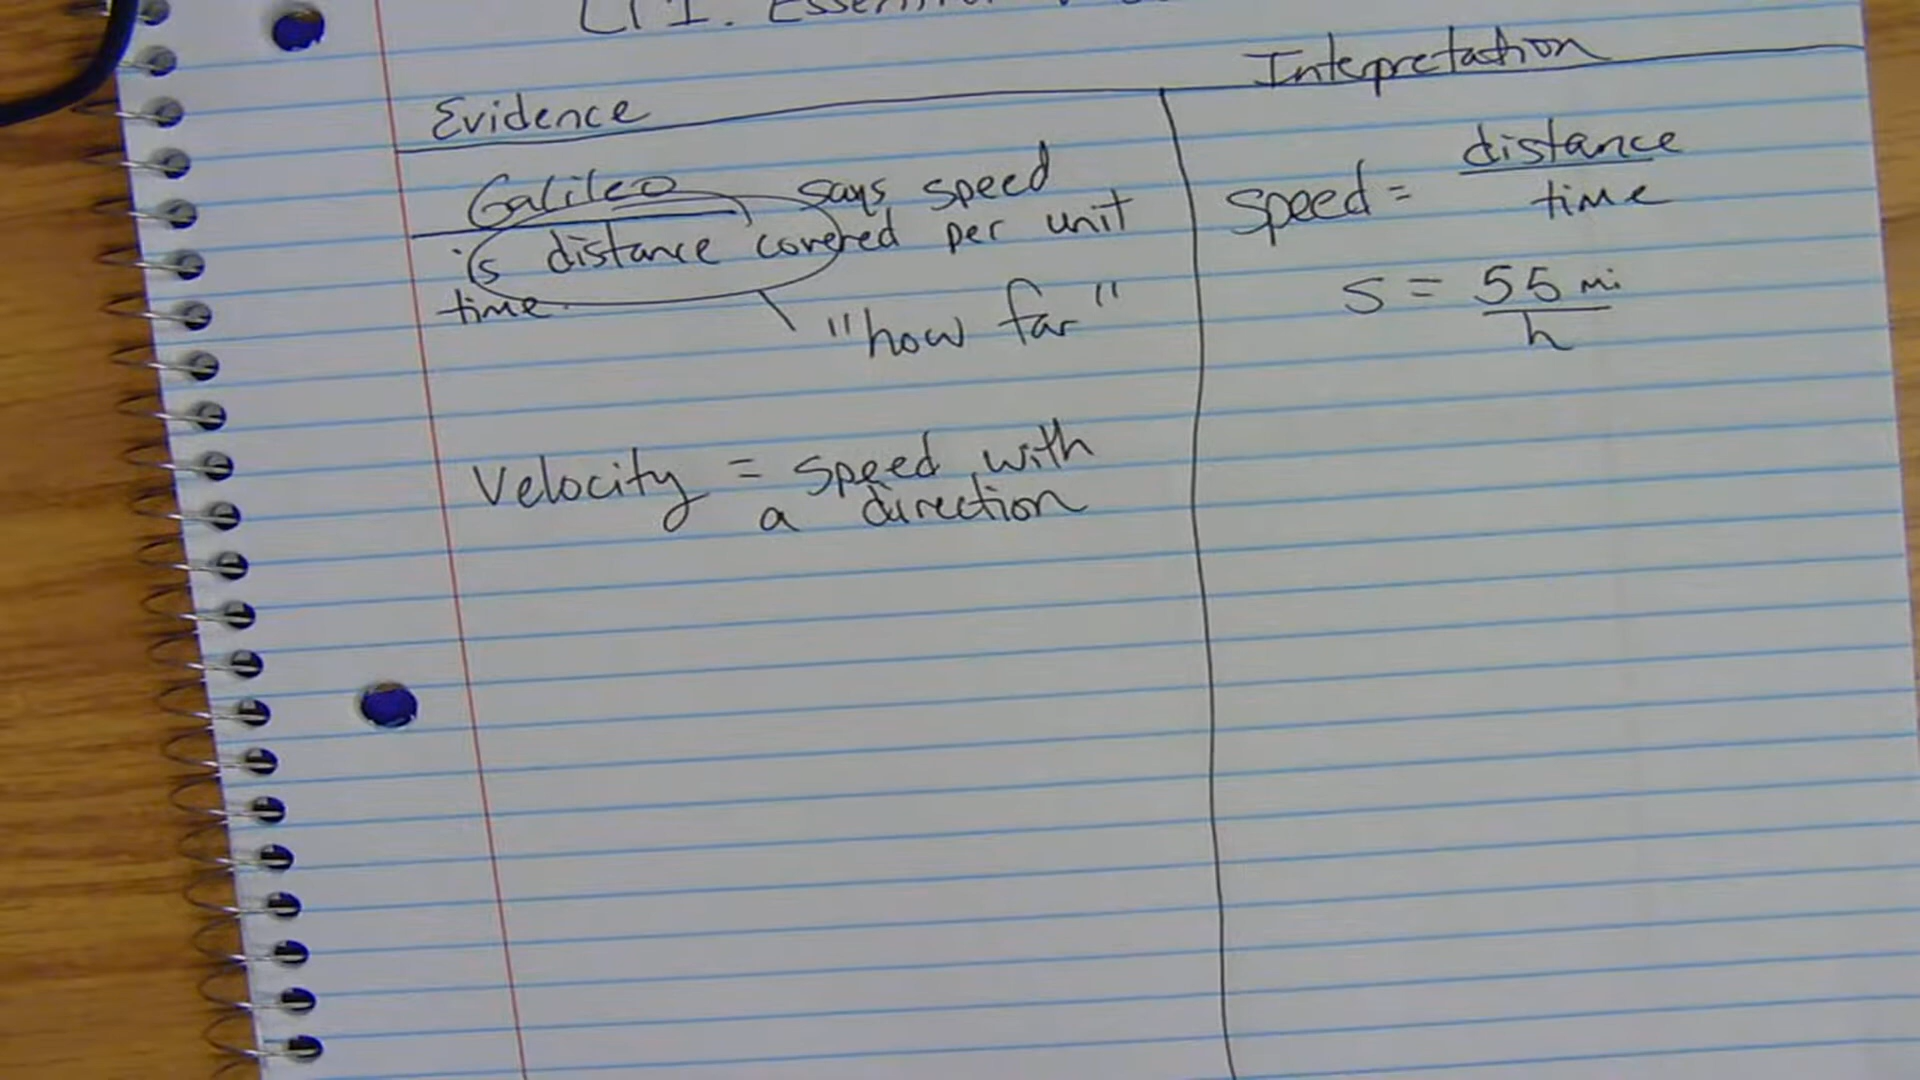 Interpretation
Evidence
Galileo says speed
is distance covered per unit
time.
"how far"
Velocity = speed with
a direction
speed = distance
time
s = 55 mi
h